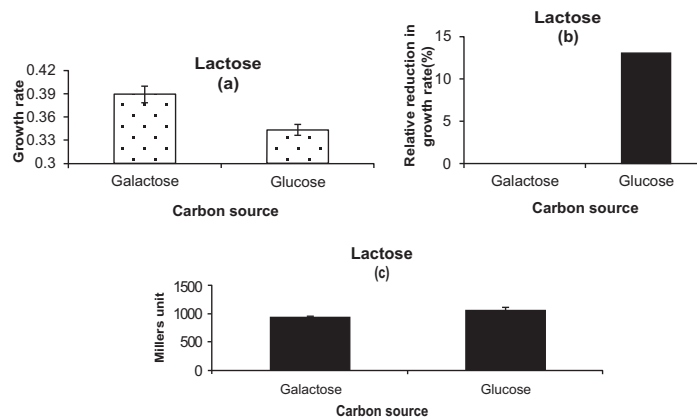 Lactose
(a)
Growth rate
0.42
0.39
0.36
0.33
0.3
Galactose
Glucose
Carbon source
Lactose
(b)
Relative reduction in
growth rate(%)
15
10
5
0
Galactose
Glucose
Carbon source
Lactose
(c)
Millers unit
1500
1000
500
0
Galactose
Glucose
Carbon source